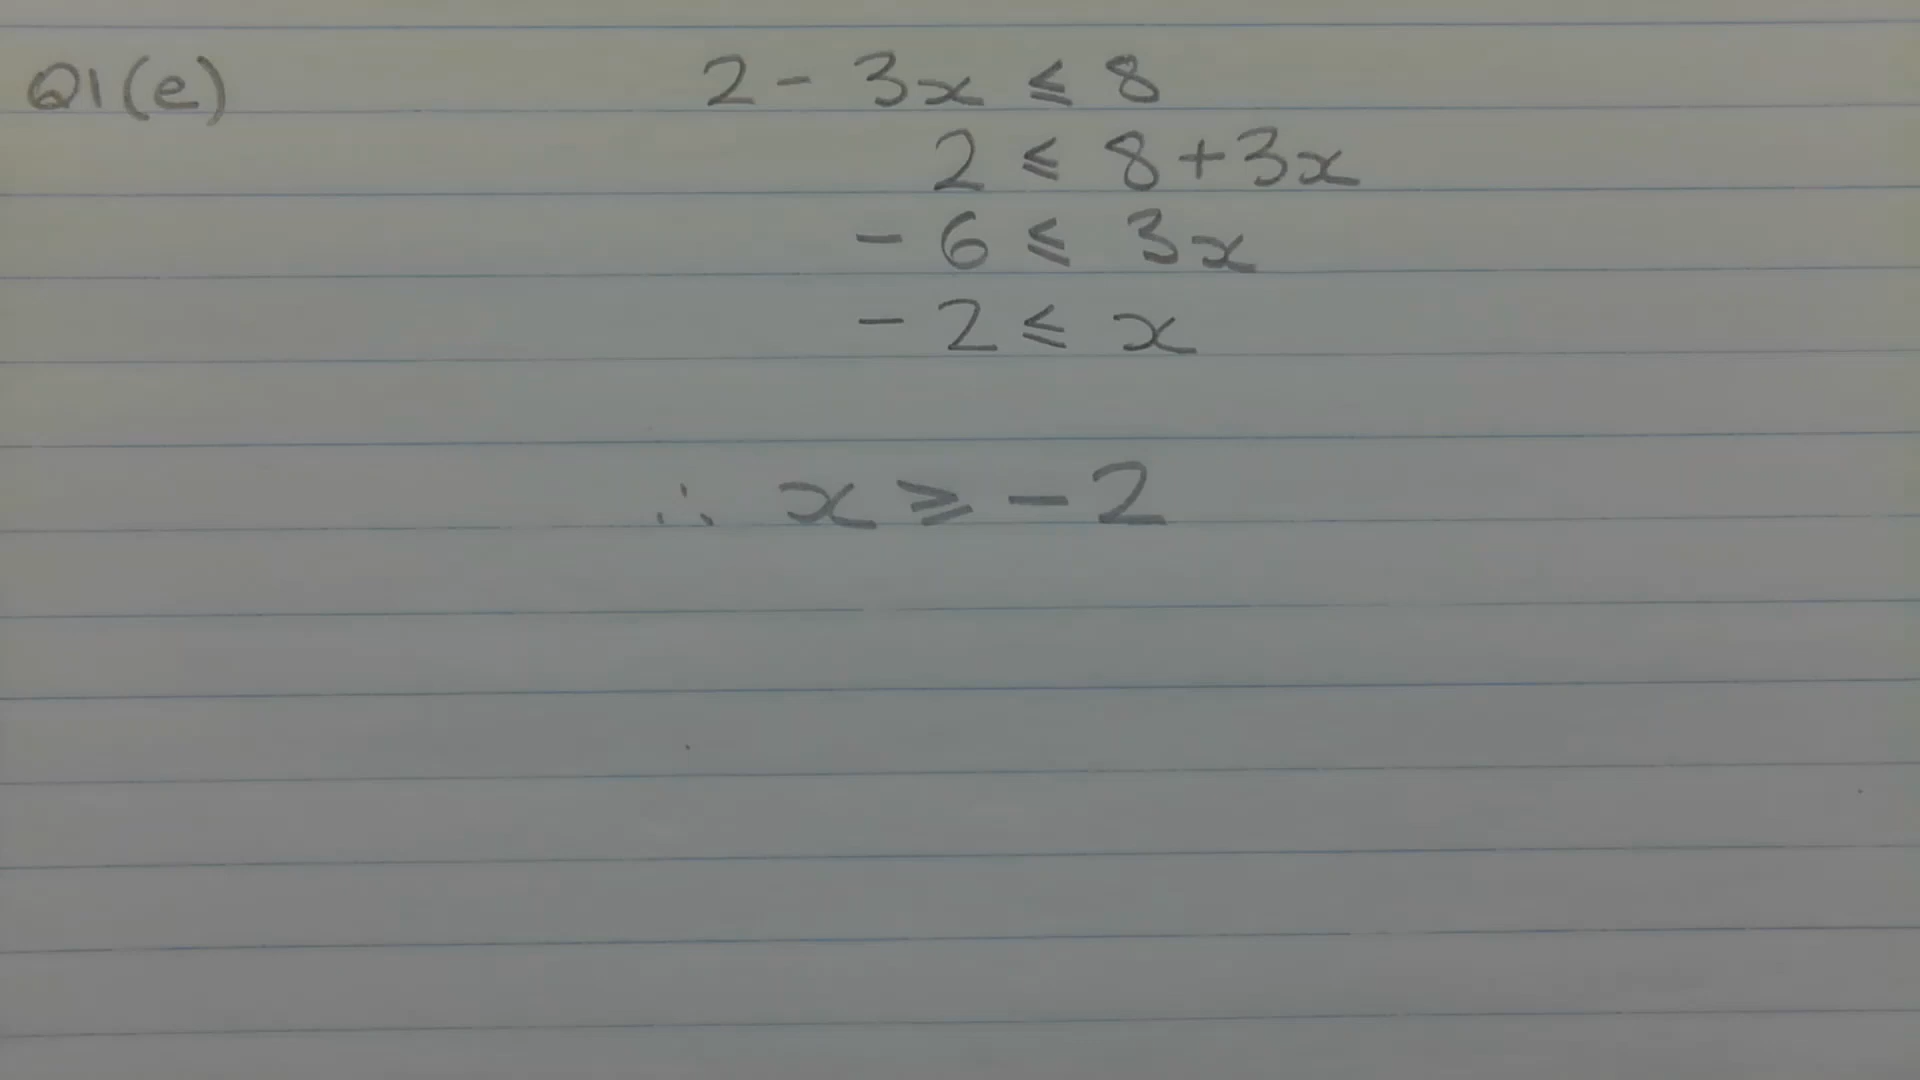 Q1(e) 2 - 3x ≤ 8
2 ≤ 8 + 3x
- 6 ≤ 3x
- 2 ≤ x
∴ x ≥ - 2